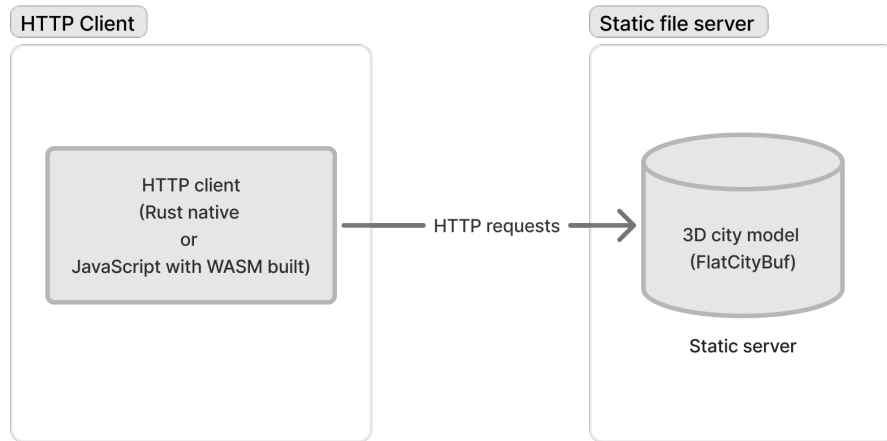 HTTP Client
Static file server
HTTP client
(Rust native
or
JavaScript with WASM built)
HTTP requests
3D city model
(FlatCityBuf)
Static server